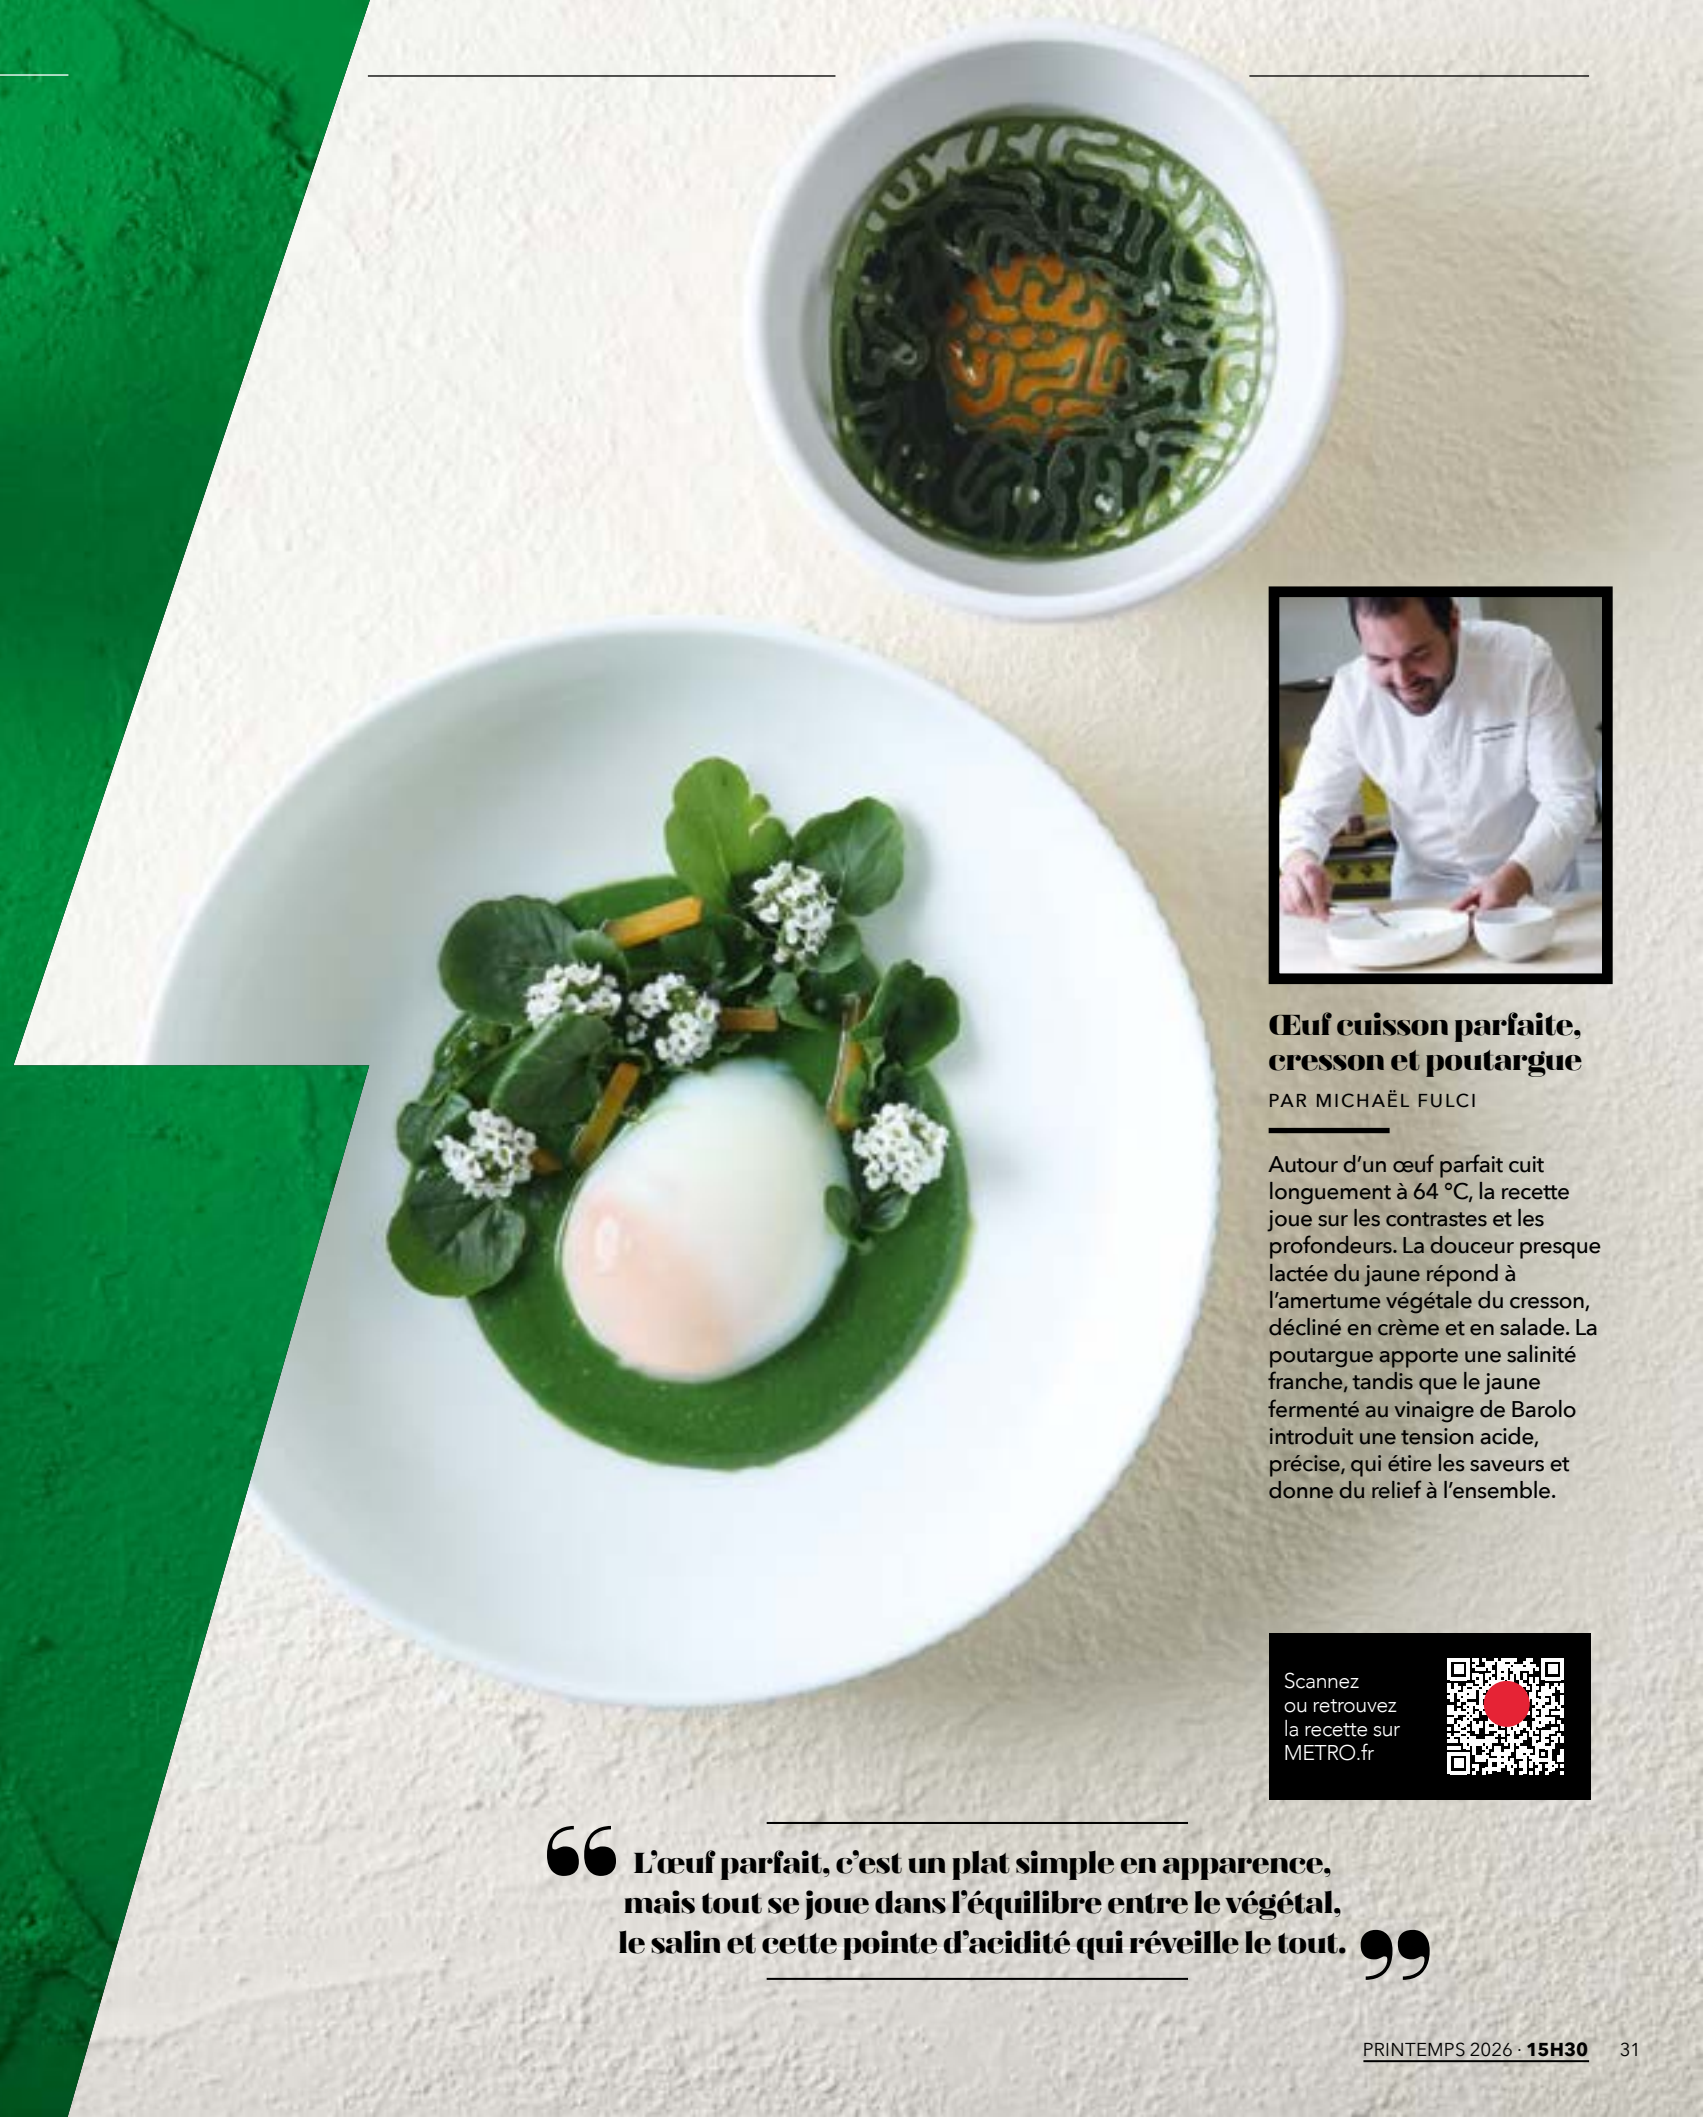 Œuf cuisson parfaite,
cresson et poutargue
PAR MICHAËL FULCI
Autour d’un œuf parfait cuit
longuement à 64 °C, la recette
joue sur les contrastes et les
profondeurs. La douceur presque
lactée du jaune répond à
l’amertume végétale du cresson,
décliné en crème et en salade. La
poutargue apporte une salinité
franche, tandis que le jaune
fermenté au vinaigre de Barolo
introduit une tension acide,
précise, qui étire les saveurs et
donne du relief à l’ensemble.
Scannez
ou retrouvez
la recette sur
METRO.fr
“ L’œuf parfait, c’est un plat simple en apparence,
mais tout se joue dans l’équilibre entre le végétal,
le salin et cette pointe d’acidité qui réveille le tout. ”
PRINTEMPS 2026 · 15H30 31